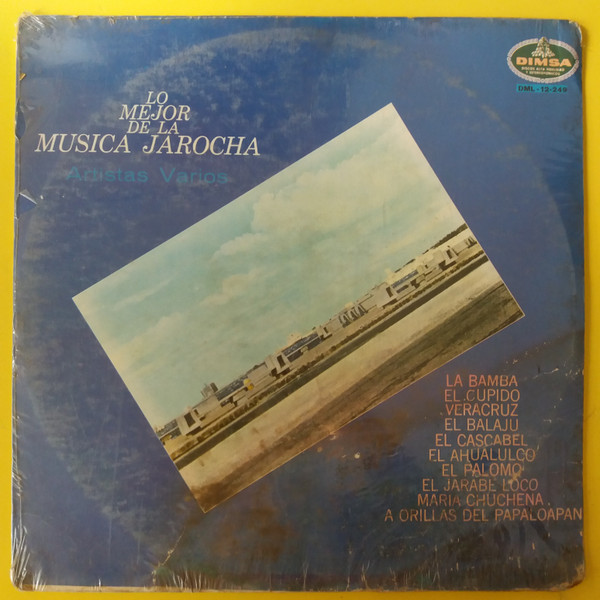 LO
MEJOR
DE LA
MUSICA JAROCHA
Artistas Varios
DIMSA
DML-13-249
LA BAMBA
EL CUPIDO
VERACRUZ
EL BALAJU
EL CASCABEL
EL AHUALULCO
EL PALOMO
EL JARABE LOCO
MARIA CHUCHENA
A ORILLAS DEL PAPALOAPAN